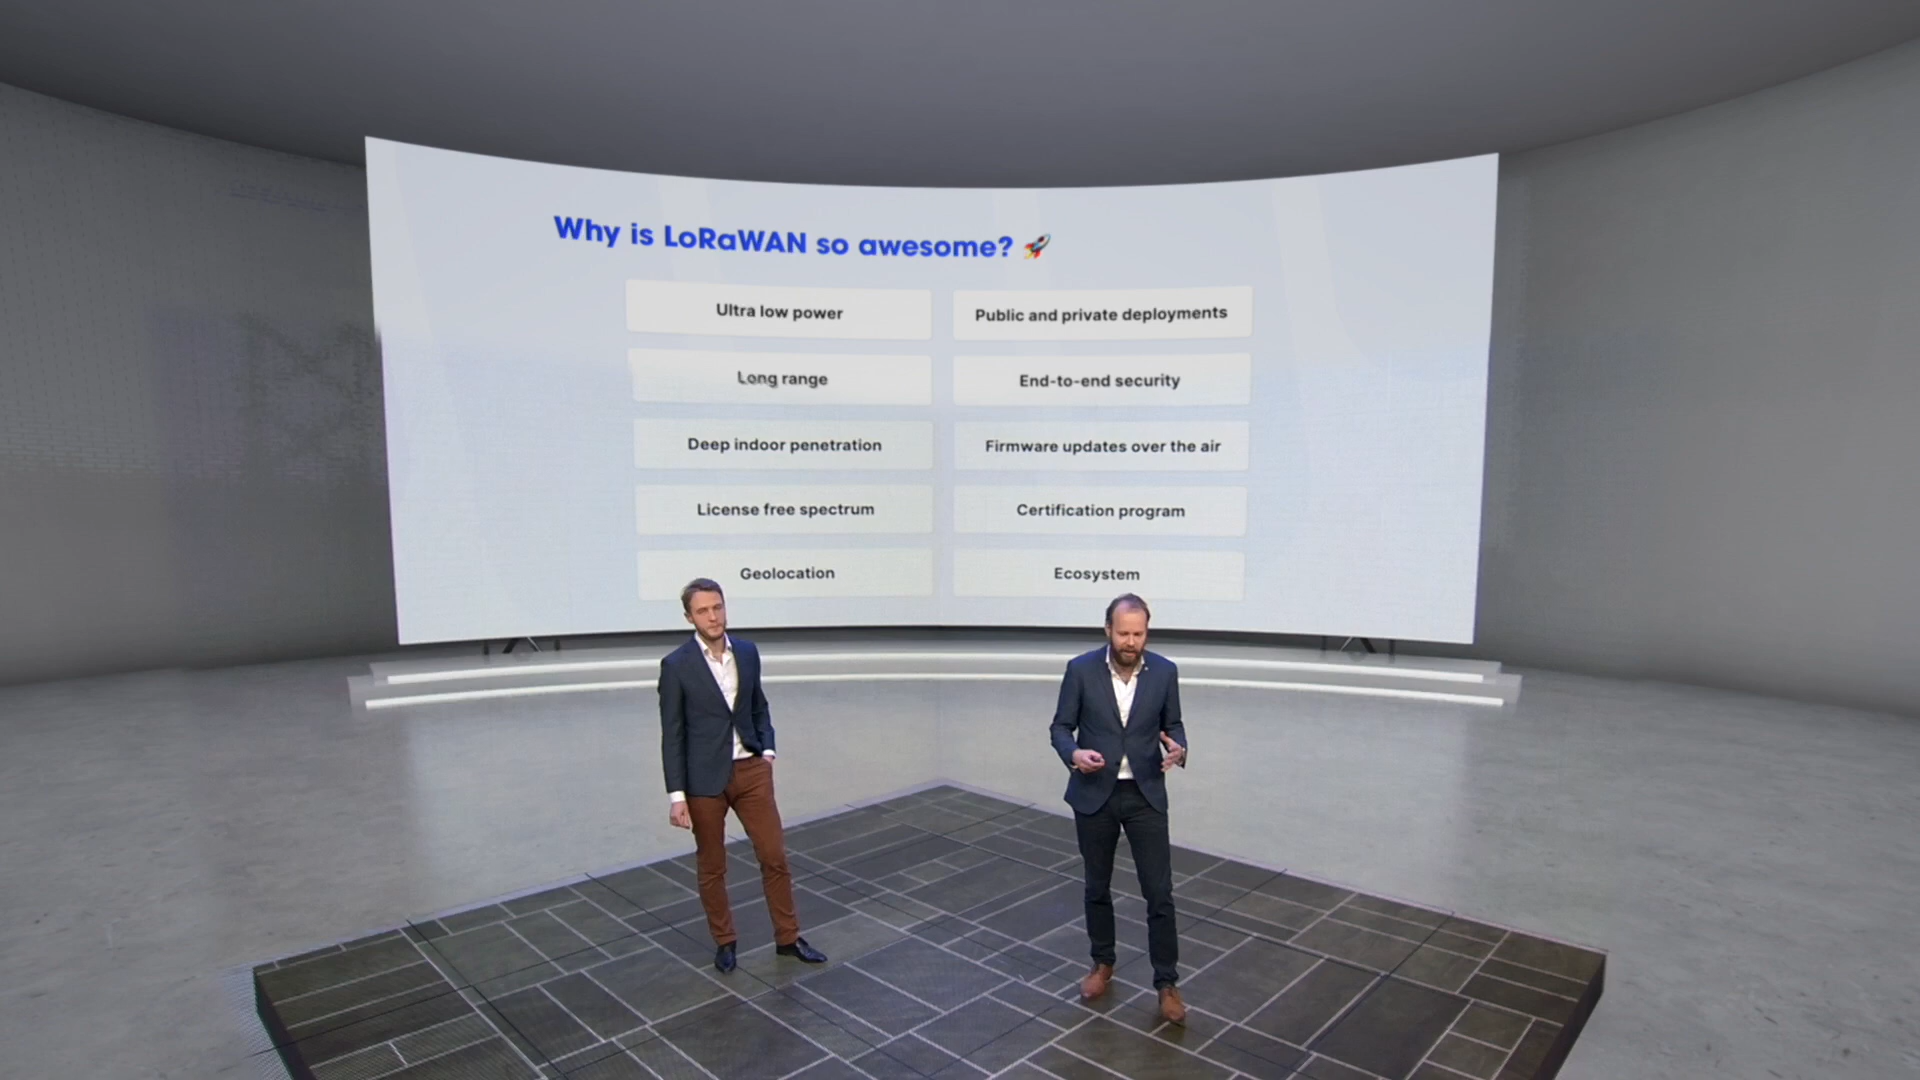 Why is LoRaWAN so awesome? 🚀
Ultra low power
Public and private deployments
Long range
End-to-end security
Deep indoor penetration
Firmware updates over the air
License free spectrum
Certification program
Geolocation
Ecosystem